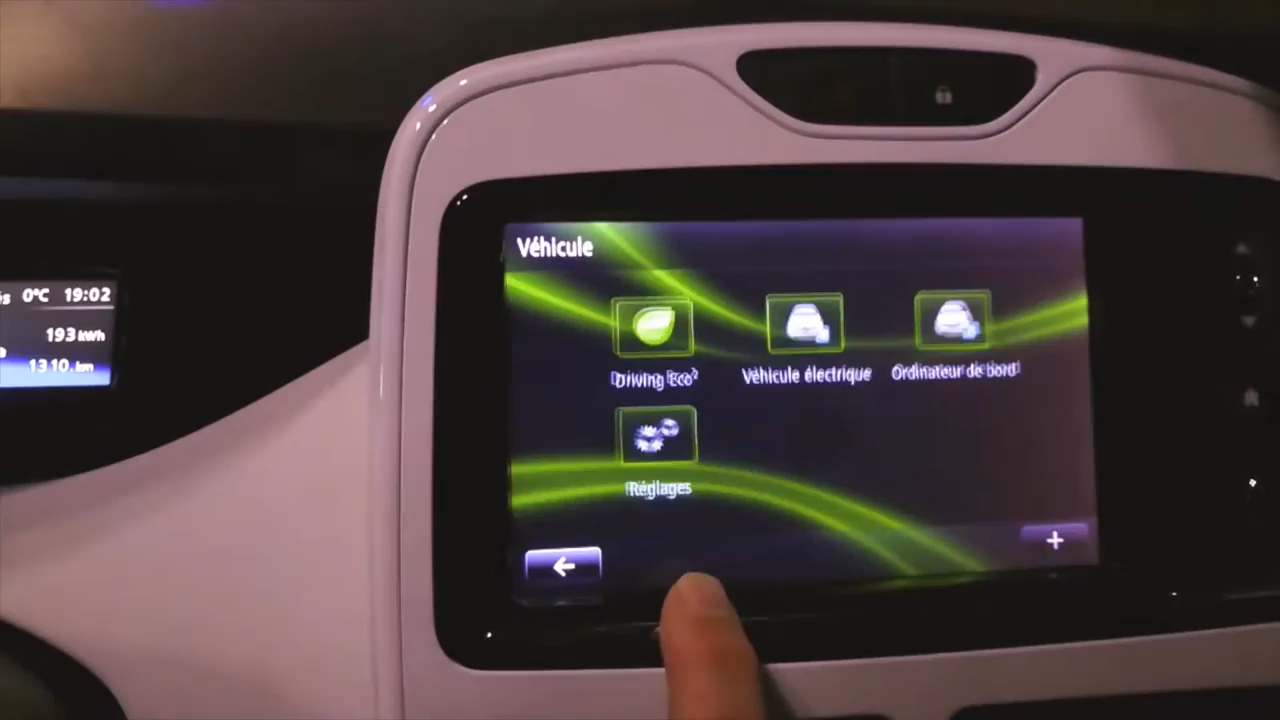 0°C 19:02
193 kWh
1310 km
Véhicule
Driving Eco²
Véhicule électrique
Ordinateur de bord
Réglages